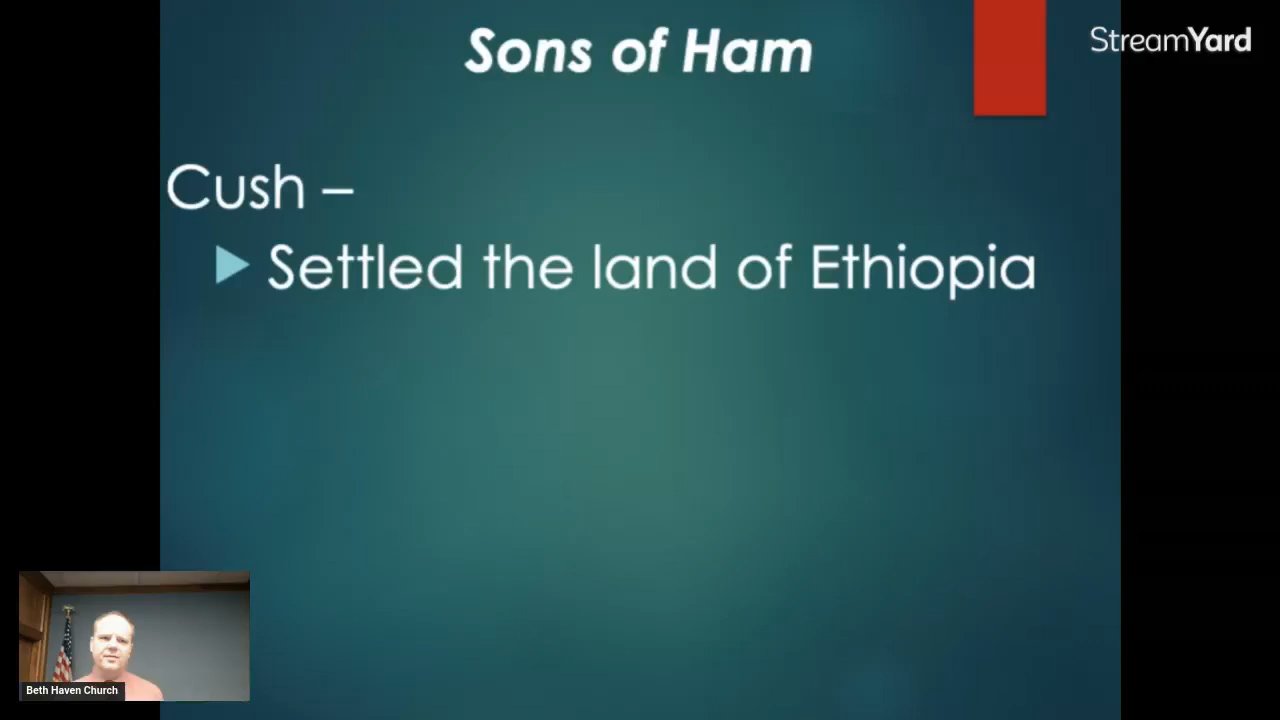 Sons of Ham
StreamYard
Cush –
Settled the land of Ethiopia
Beth Haven Church